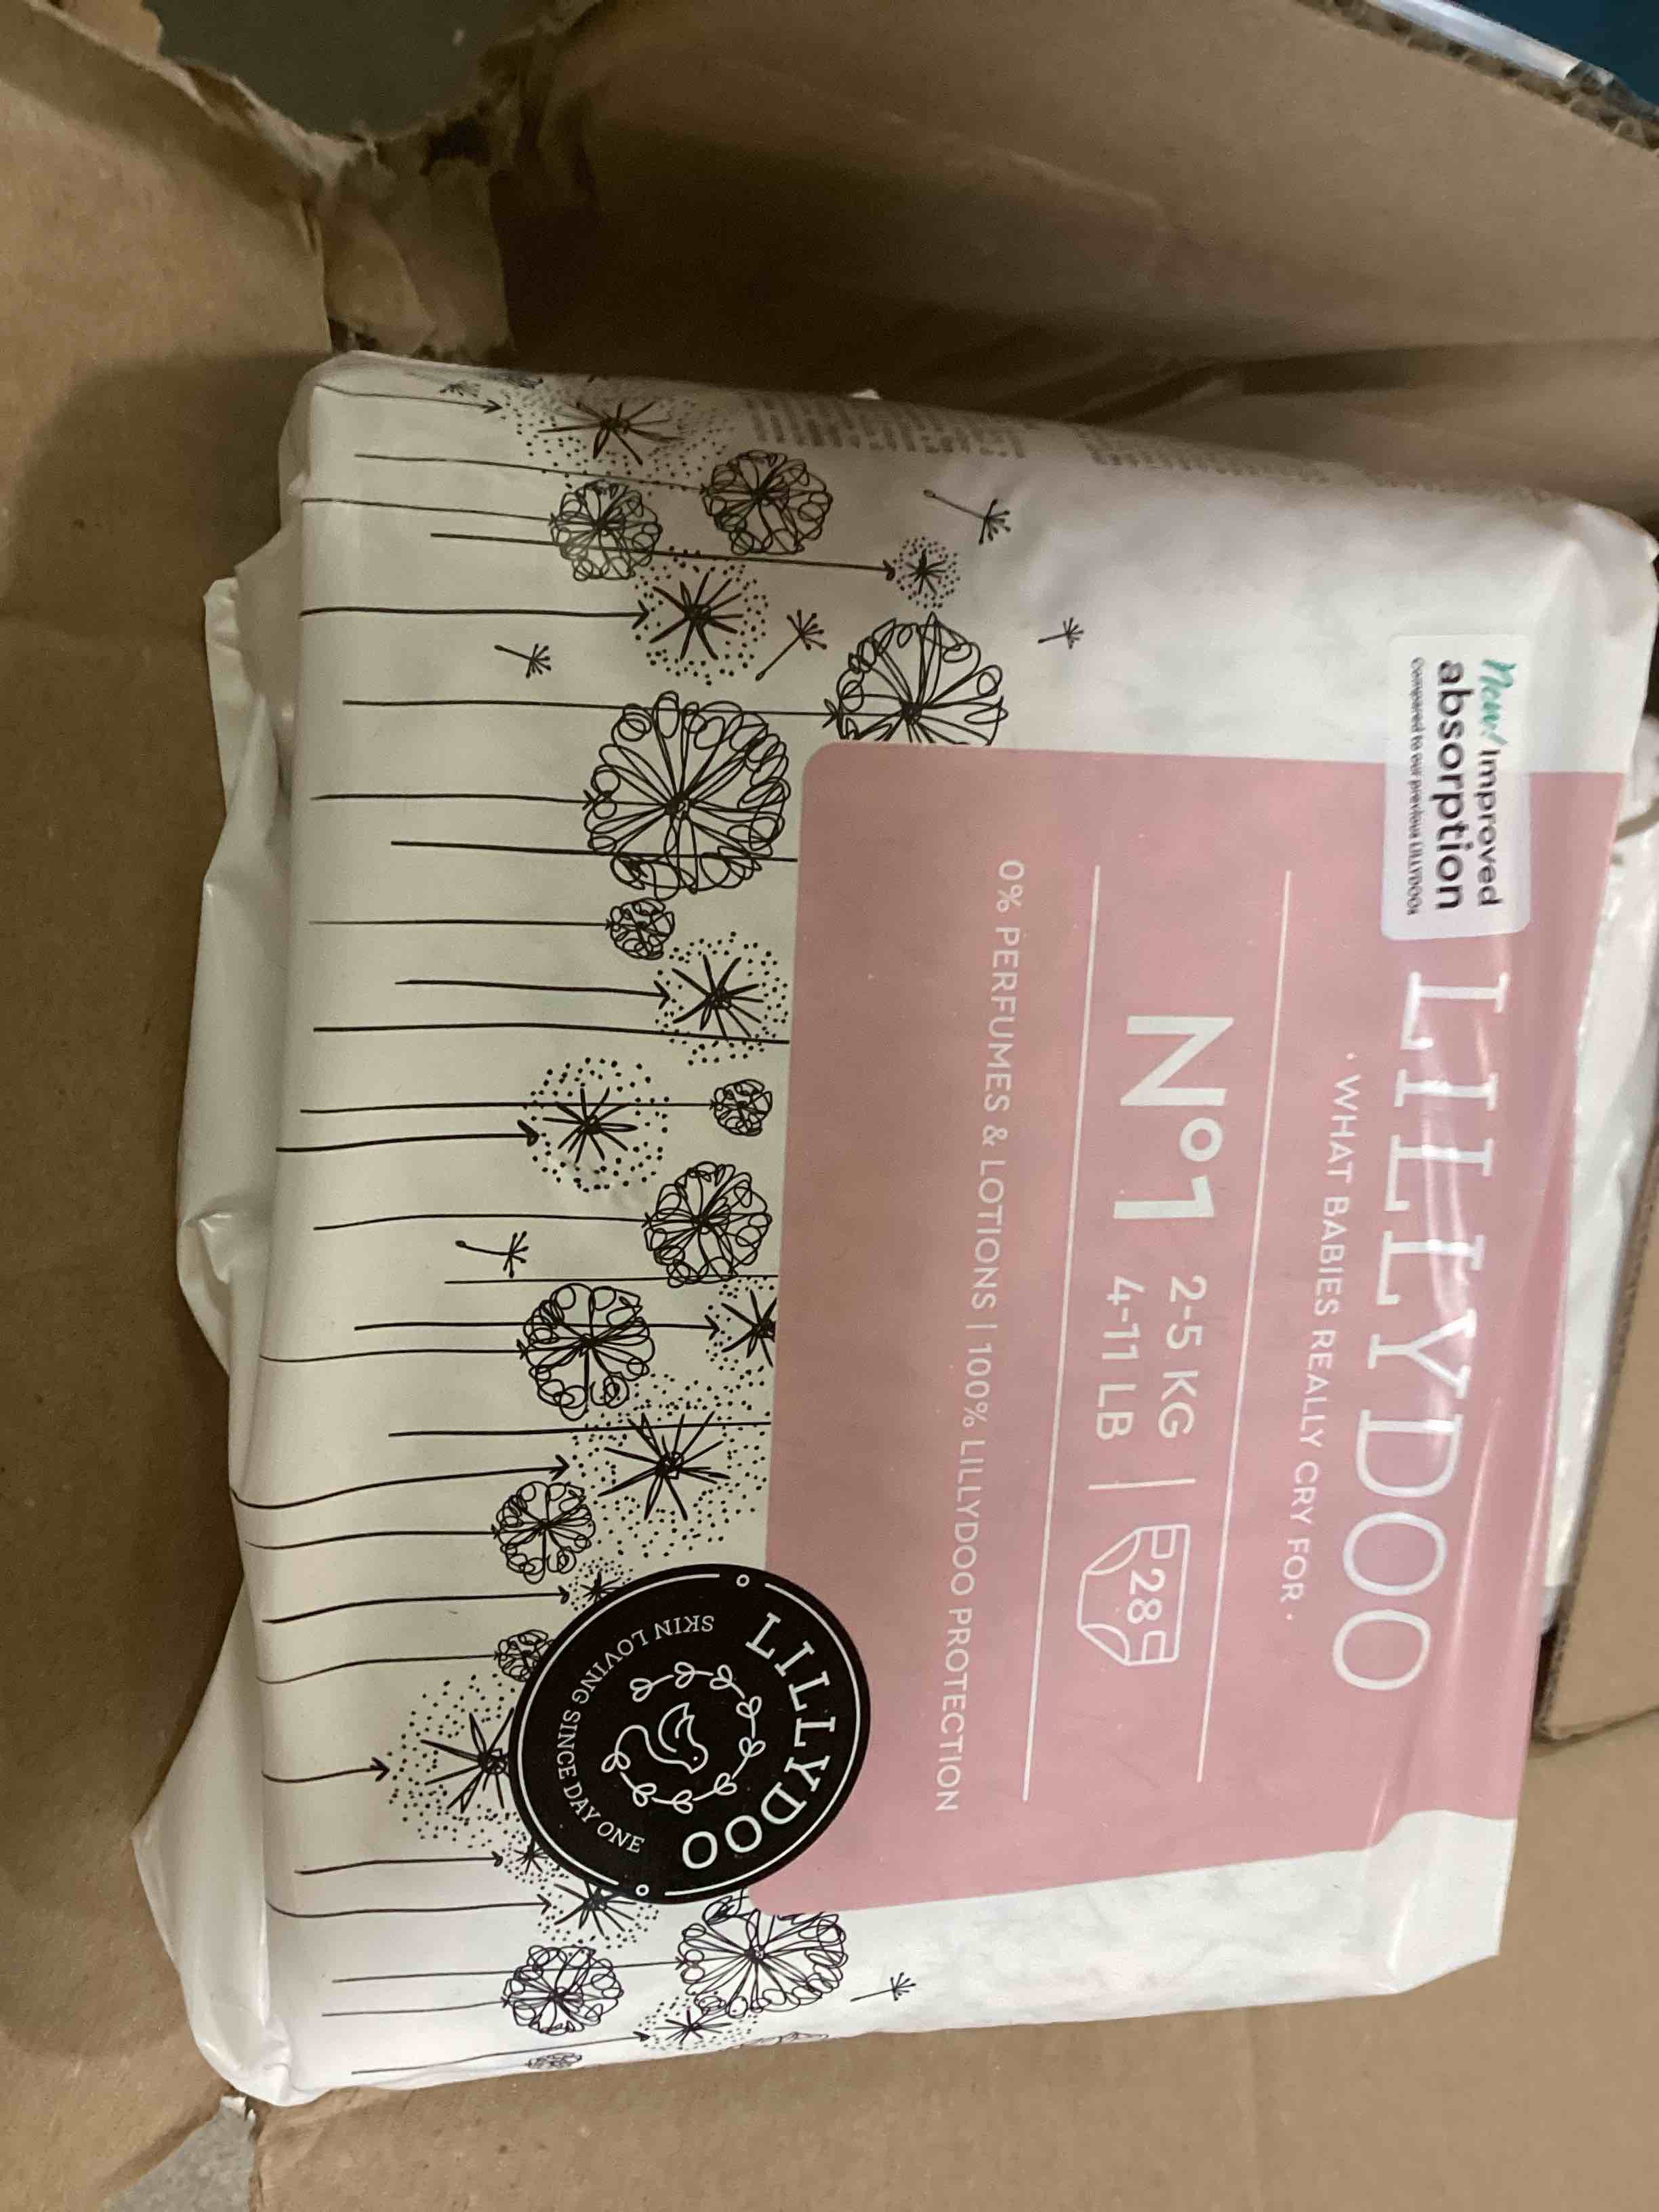 New! Improved
absorption
compared to our previous LILLYDOOs
LILLYDOO
· WHAT BABIES REALLY CRY FOR ·
Nº1
2-5 KG
4-11 LB
28
0% PERFUMES & LOTIONS | 100% LILLYDOO PROTECTION
LILLYDOO
SKIN LOVING SINCE DAY ONE